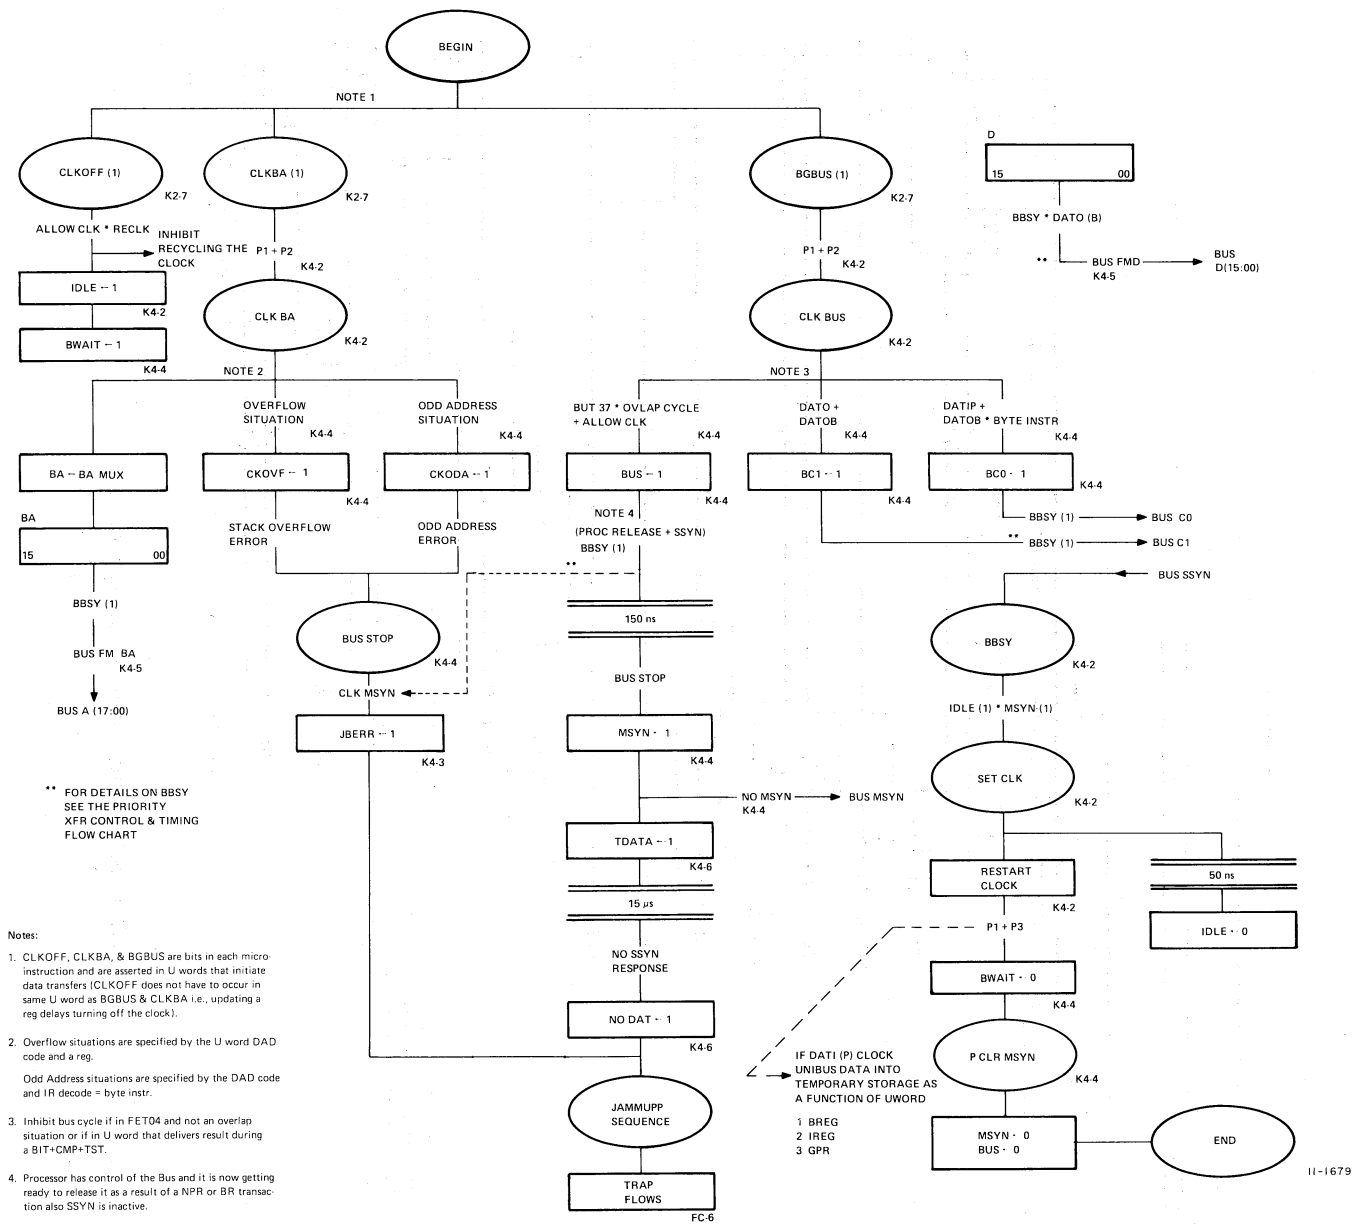 BEGIN
NOTE 1
CLKOFF (1)
K2-7
CLKBA (1)
K2-7
BGBUS (1)
K2-7
D
15 00
ALLOW CLK * RECLK
INHIBIT
RECYCLING THE
CLOCK
P1 + P2
K4-2
P1 + P2
K4-2
BBSY * DATO (B)
** BUS FMD
K4-5
BUS
D(15:00)
IDLE ← 1
K4-2
BWAIT ← 1
K4-4
CLK BA
K4-2
CLK BUS
K4-2
NOTE 2
NOTE 3
OVERFLOW
SITUATION
K4-4
ODD ADDRESS
SITUATION
K4-4
BUT 37 * OVLAP CYCLE
+ ALLOW CLK
K4-4
DATO +
DATOB
K4-4
DATIP +
DATOB * BYTE INSTR
K4-4
BA ← BA MUX
CKOVF ← 1
K4-4
CKODA ← 1
BUS ← 1
K4-4
BC1 ← 1
K4-4
BC0 ← 1
K4-4
BA
15 00
STACK OVERFLOW
ERROR
ODD ADDRESS
ERROR
NOTE 4
(PROC RELEASE + SSYN)
BBSY (1)
**
BBSY (1) BUS C0
** BBSY (1) BUS C1
BUS SSYN
BBSY (1)
BUS FM BA
K4-5
BUS A (17:00)
BUS STOP
K4-4
CLK MSYN
JBERR ← 1
K4-3
150 ns
BUS STOP
MSYN ← 1
K4-4
NO MSYN
K4-4
BUS MSYN
TDATA ← 1
K4-6
15 µs
NO SSYN
RESPONSE
NO DAT ← 1
K4-6
JAMMUPP
SEQUENCE
TRAP
FLOWS
FC-6
BBSY
K4-2
IDLE (1) * MSYN (1)
SET CLK
K4-2
RESTART
CLOCK
K4-2
50 ns
IDLE ← 0
P1 + P3
BWAIT ← 0
K4-4
P CLR MSYN
K4-4
IF DATI (P) CLOCK
UNIBUS DATA INTO
TEMPORARY STORAGE AS
A FUNCTION OF UWORD
1 BREG
2 IREG
3 GPR
MSYN ← 0
BUS ← 0
END
11-1679
** FOR DETAILS ON BBSY
SEE THE PRIORITY
XFR CONTROL & TIMING
FLOW CHART
Notes:
1. CLKOFF, CLKBA, & BGBUS are bits in each micro-
instruction and are asserted in U words that initiate
data transfers (CLKOFF does not have to occur in
same U word as BGBUS & CLKBA i.e., updating a
reg delays turning off the clock).
2. Overflow situations are specified by the U word DAD
code and a reg.
Odd Address situations are specified by the DAD code
and IR decode = byte instr.
3. Inhibit bus cycle if in FET04 and not an overlap
situation or if in U word that delivers result during
a BIT+CMP+TST.
4. Processor has control of the Bus and it is now getting
ready to release it as a result of a NPR or BR transac-
tion also SSYN is inactive.